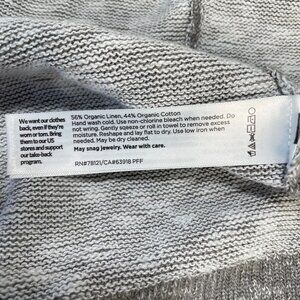 We want our clothes
back, even if they're
worn or torn. Bring
them to our US
stores and support
our take-back
program.
56% Organic Linen, 44% Organic Cotton
Hand wash cold. Use non-chlorine bleach when needed. Do
not wring. Gently sqeeze or roll in towel to remove excess
moisture. Reshape and lay flat to dry. Use low iron when
needed. May be dry cleaned.
May snag jewelry. Wear with care.
RN#78121/CA#63918 PFF